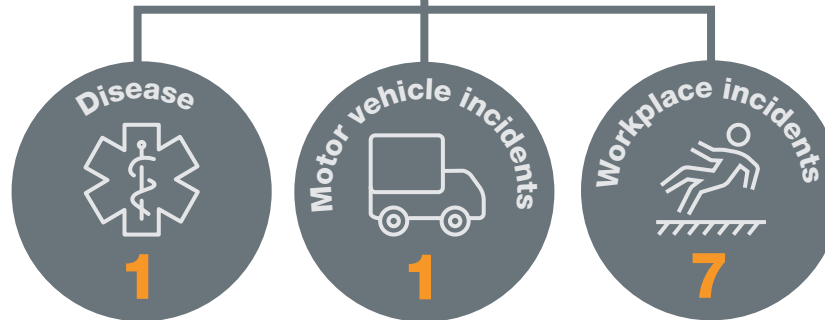 Disease
1
Motor vehicle incidents
1
Workplace incidents
7